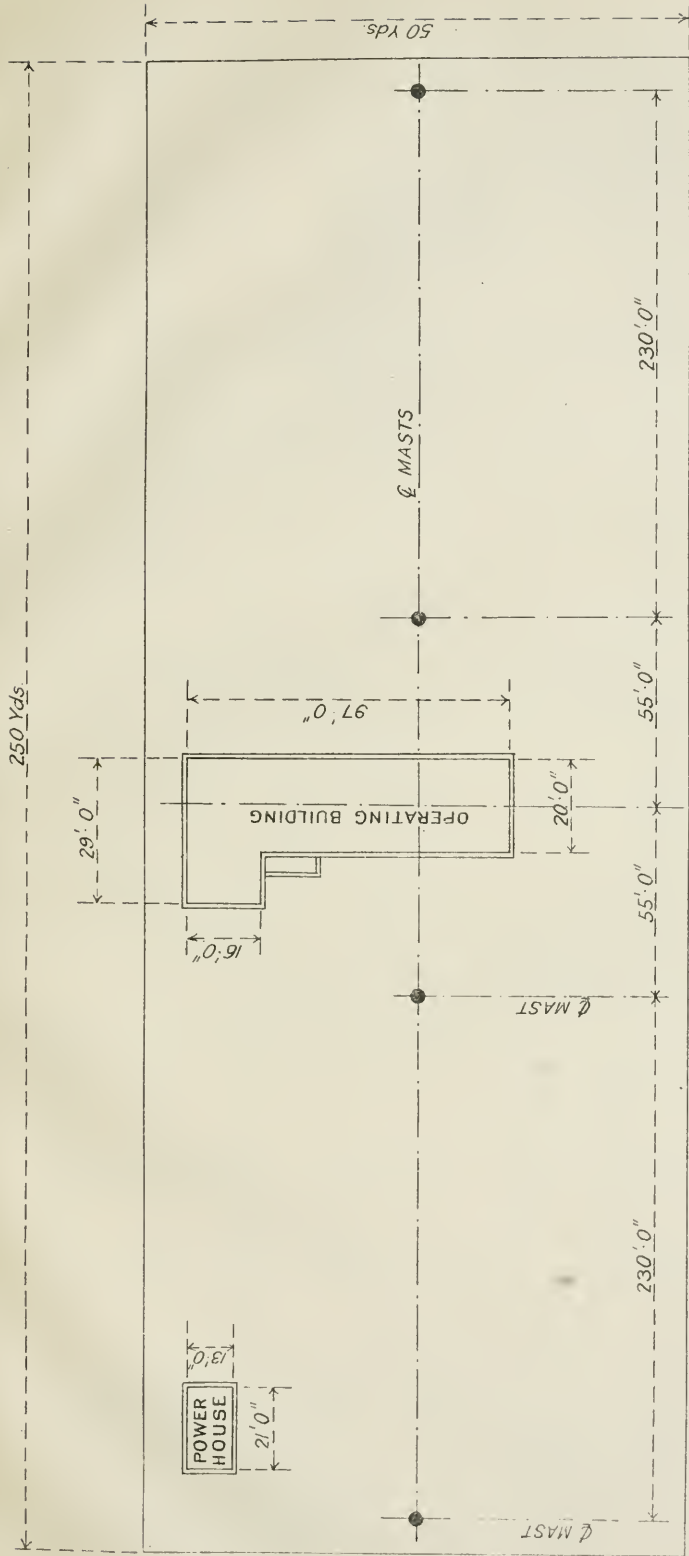 250 Yds.
50 Yds.
29'.0"
97'.0"
OPERATING BUILDING
16'.0"
20'.0"
℄ MASTS
POWER
HOUSE
13'.0"
21'.0"
℄ MAST
℄ MAST
230'.0"
55'.0"
55'.0"
230'.0"